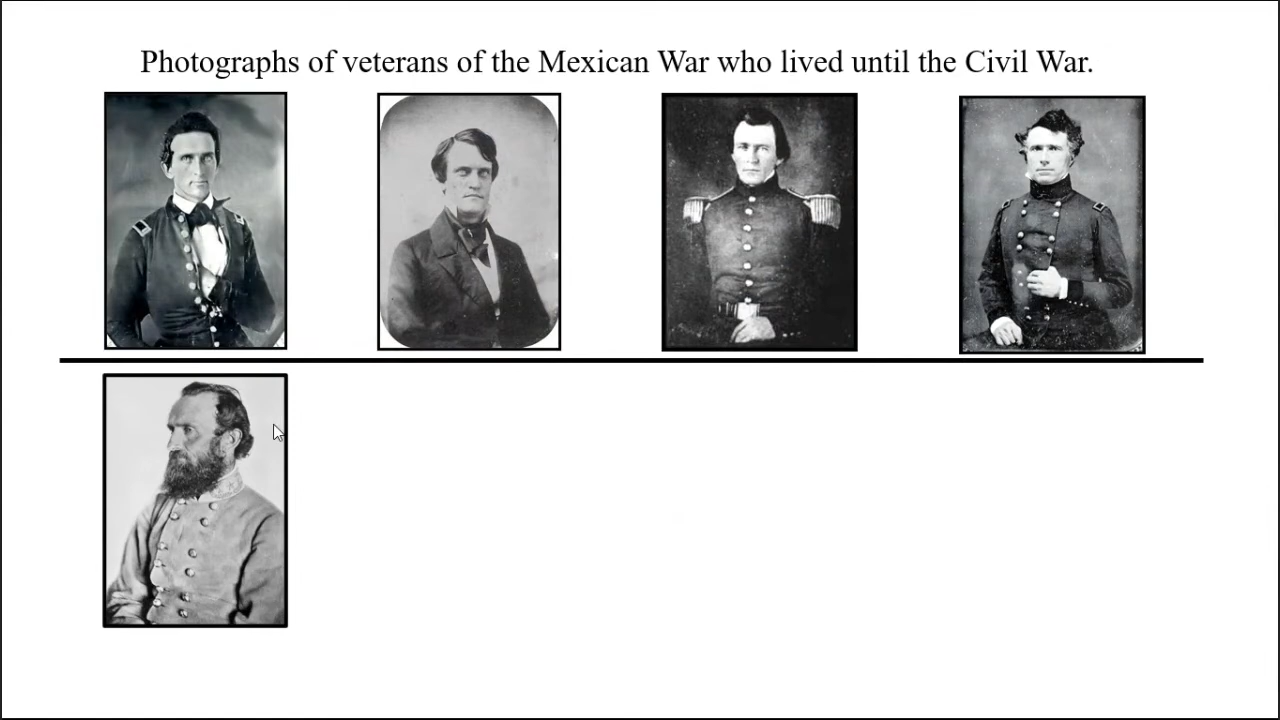 Photographs of veterans of the Mexican War who lived until the Civil War.